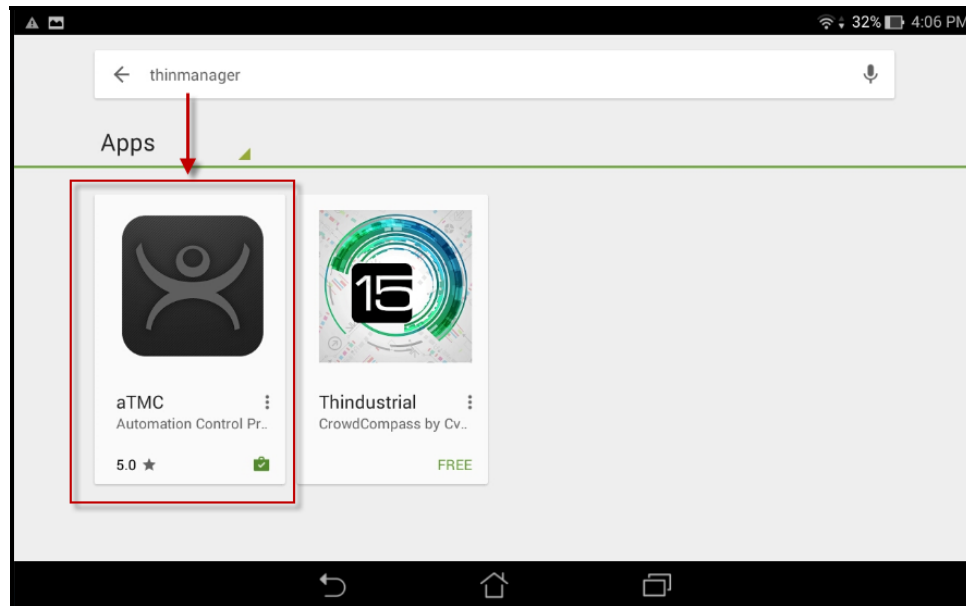 32% 4:06 PM
thinmanager
Apps
15
aTMC
Automation Control Pr..
5.0
Thindustrial
CrowdCompass by Cv..
FREE